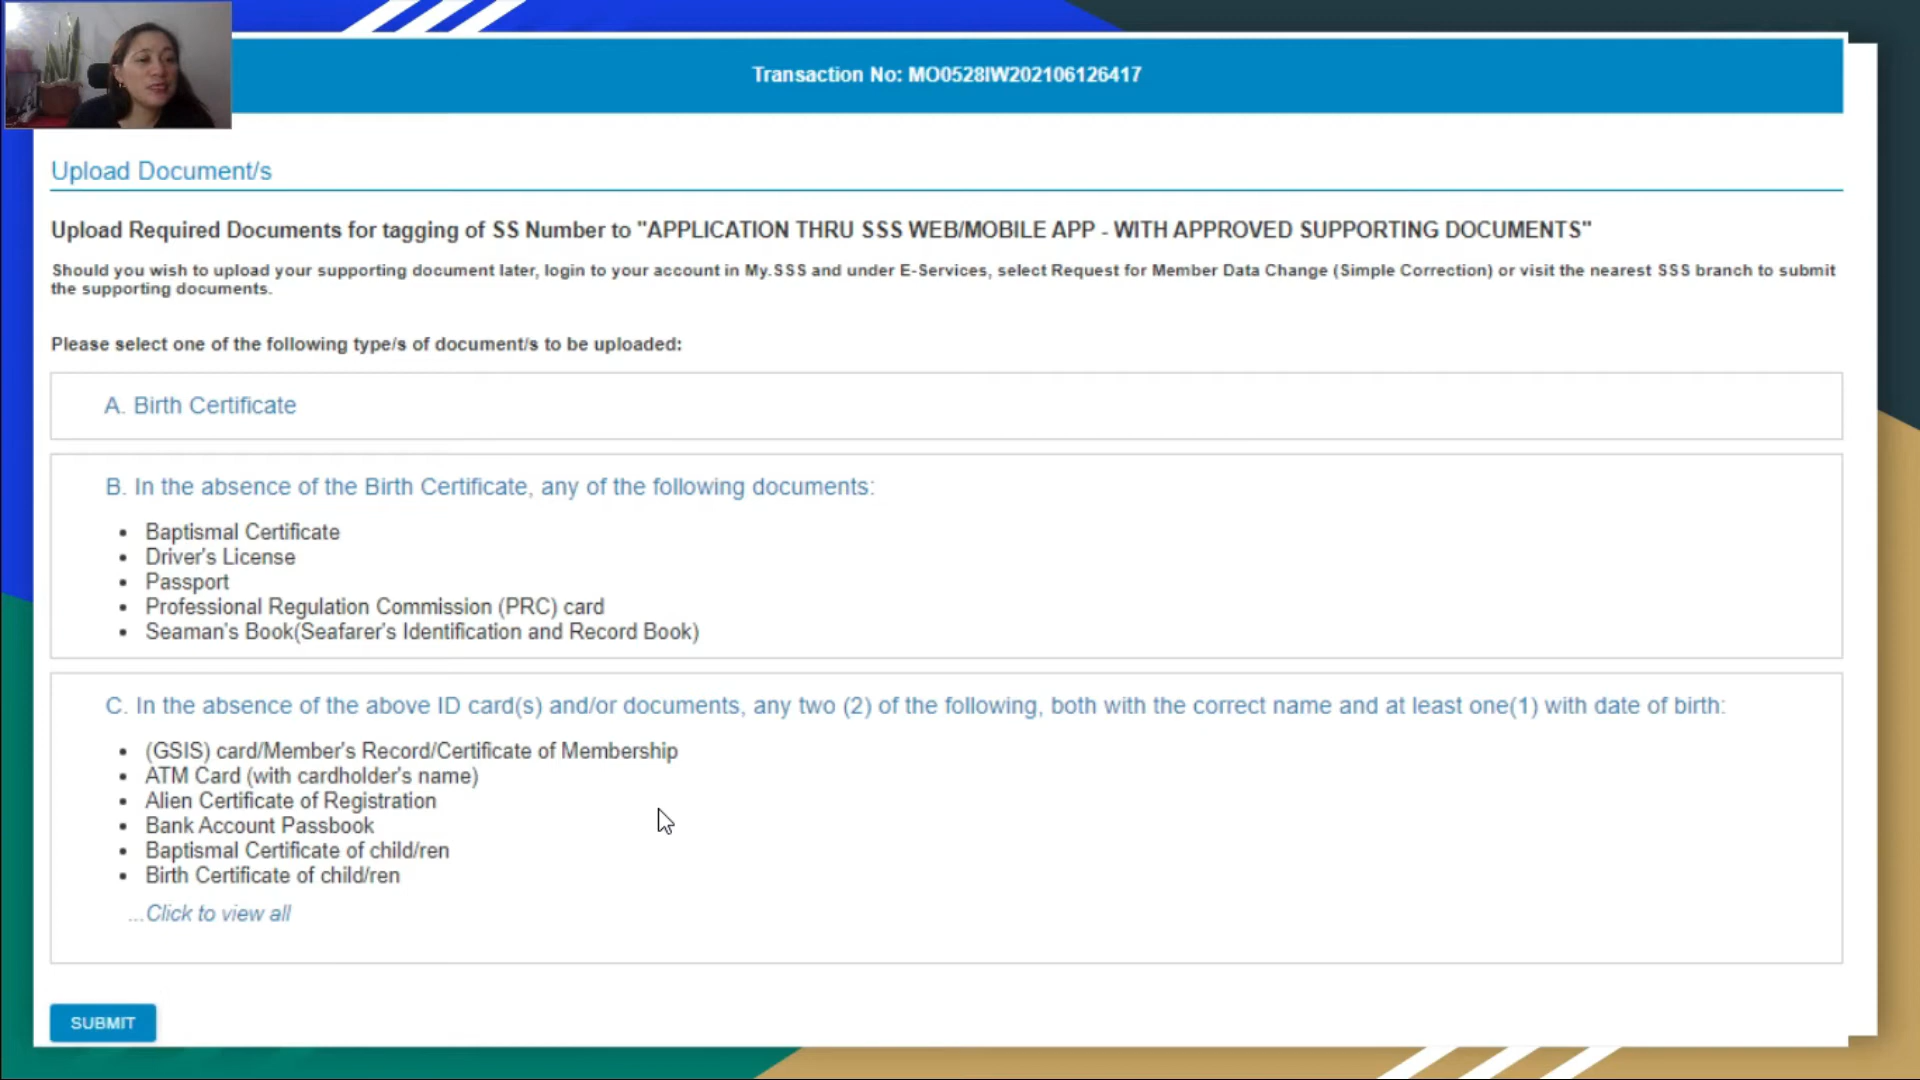 Transaction No: MO0528IW202106126417
Upload Document/s
Upload Required Documents for tagging of SS Number to "APPLICATION THRU SSS WEB/MOBILE APP - WITH APPROVED SUPPORTING DOCUMENTS"
Should you wish to upload your supporting document later, login to your account in My.SSS and under E-Services, select Request for Member Data Change (Simple Correction) or visit the nearest SSS branch to submit
the supporting documents.
Please select one of the following type/s of document/s to be uploaded:
A. Birth Certificate
B. In the absence of the Birth Certificate, any of the following documents:
• Baptismal Certificate
• Driver's License
• Passport
• Professional Regulation Commission (PRC) card
• Seaman's Book(Seafarer's Identification and Record Book)
C. In the absence of the above ID card(s) and/or documents, any two (2) of the following, both with the correct name and at least one(1) with date of birth:
• (GSIS) card/Member's Record/Certificate of Membership
• ATM Card (with cardholder's name)
• Alien Certificate of Registration
• Bank Account Passbook
• Baptismal Certificate of child/ren
• Birth Certificate of child/ren
...Click to view all
SUBMIT